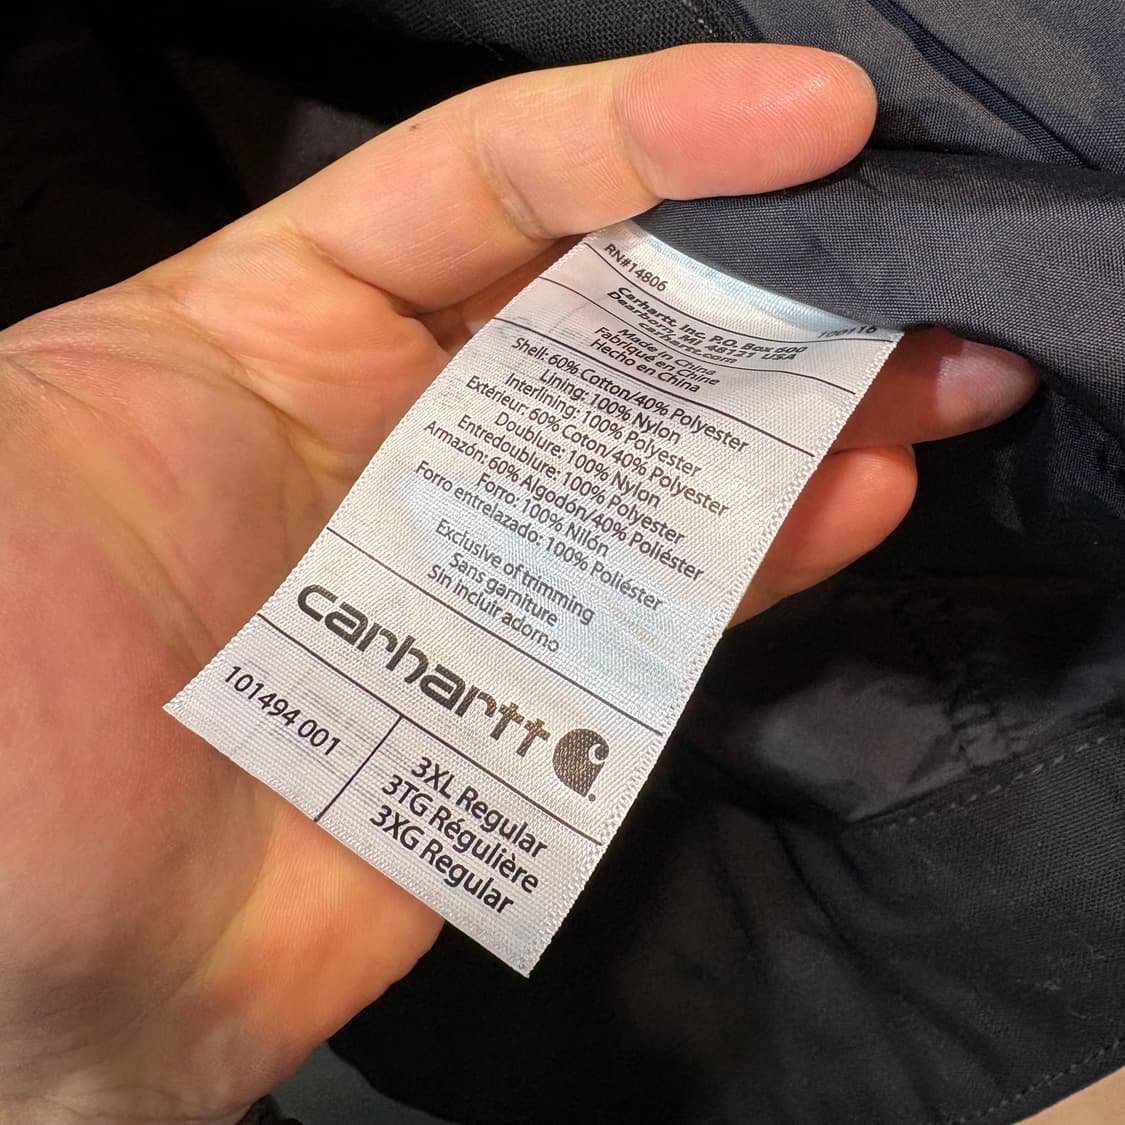 RN#14806
100116
Carhartt, Inc. P.O. Box 600
Dearborn, MI 48121 USA
carhartt.com
Made in China
Fabriqué en Chine
Hecho en China
Shell: 60% Cotton/40% Polyester
Lining: 100% Nylon
Interlining: 100% Polyester
Extérieur: 60% Coton/40% Polyester
Doublure: 100% Nylon
Entredoublure: 100% Polyester
Armazón: 60% Algodón/40% Poliéster
Forro: 100% Nilón
Forro entrelazado: 100% Poliéster
Exclusive of trimming
Sans garniture
Sin incluir adorno
carhartt
101494 001
3XL Regular
3TG Régulière
3XG Regular